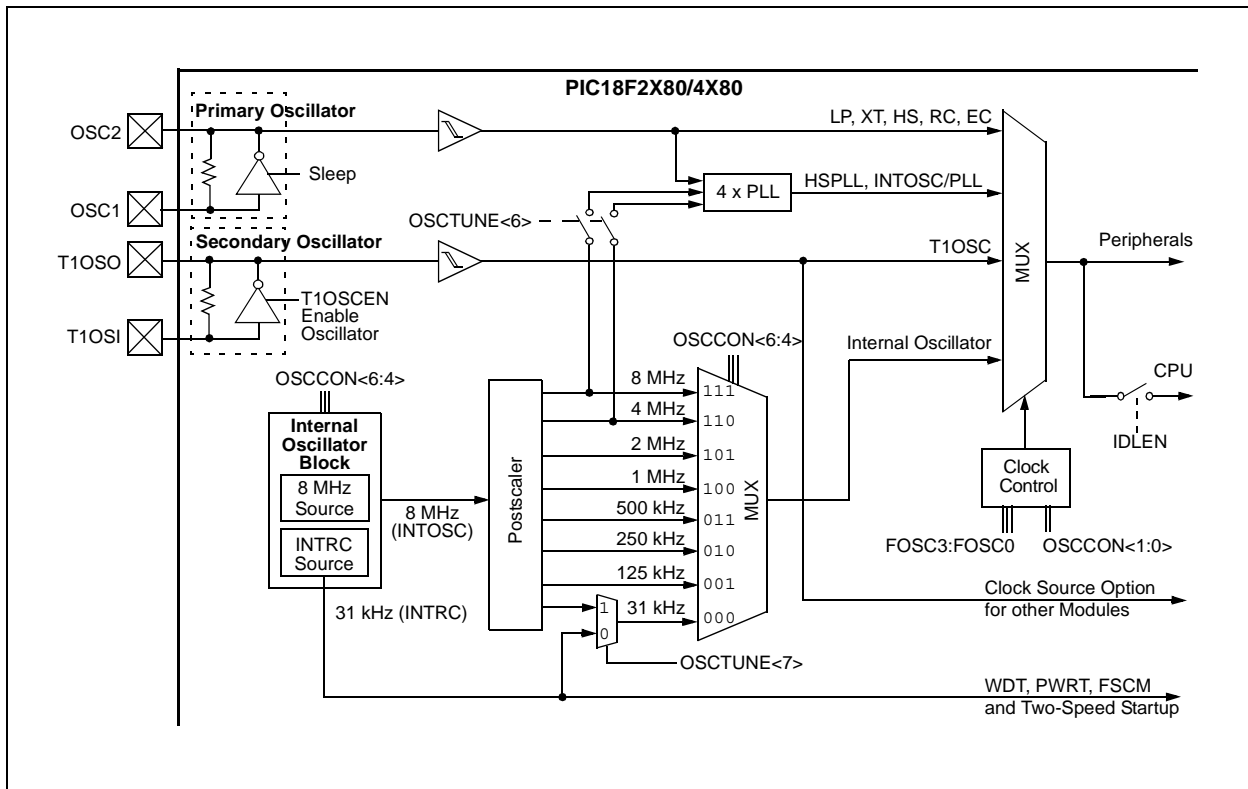 PIC18F2X80/4X80
Primary Oscillator
OSC2
LP, XT, HS, RC, EC
Sleep
4 x PLL
HSPLL, INTOSC/PLL
OSC1
OSCTUNE<6>
Secondary Oscillator
T1OSO
T1OSC
Peripherals
MUX
T1OSCEN
Enable
Oscillator
T1OSI
OSCCON<6:4>
Internal Oscillator
OSCCON<6:4>
CPU
IDLEN
Internal
Oscillator
Block
8 MHz
Source
INTRC
Source
8 MHz
(INTOSC)
31 kHz (INTRC)
Postscaler
8 MHz
111
4 MHz
110
2 MHz
101
1 MHz
100
500 kHz
011
250 kHz
010
125 kHz
001
1
31 kHz
000
0
MUX
OSCTUNE<7>
Clock
Control
FOSC3:FOSC0
OSCCON<1:0>
Clock Source Option
for other Modules
WDT, PWRT, FSCM
and Two-Speed Startup